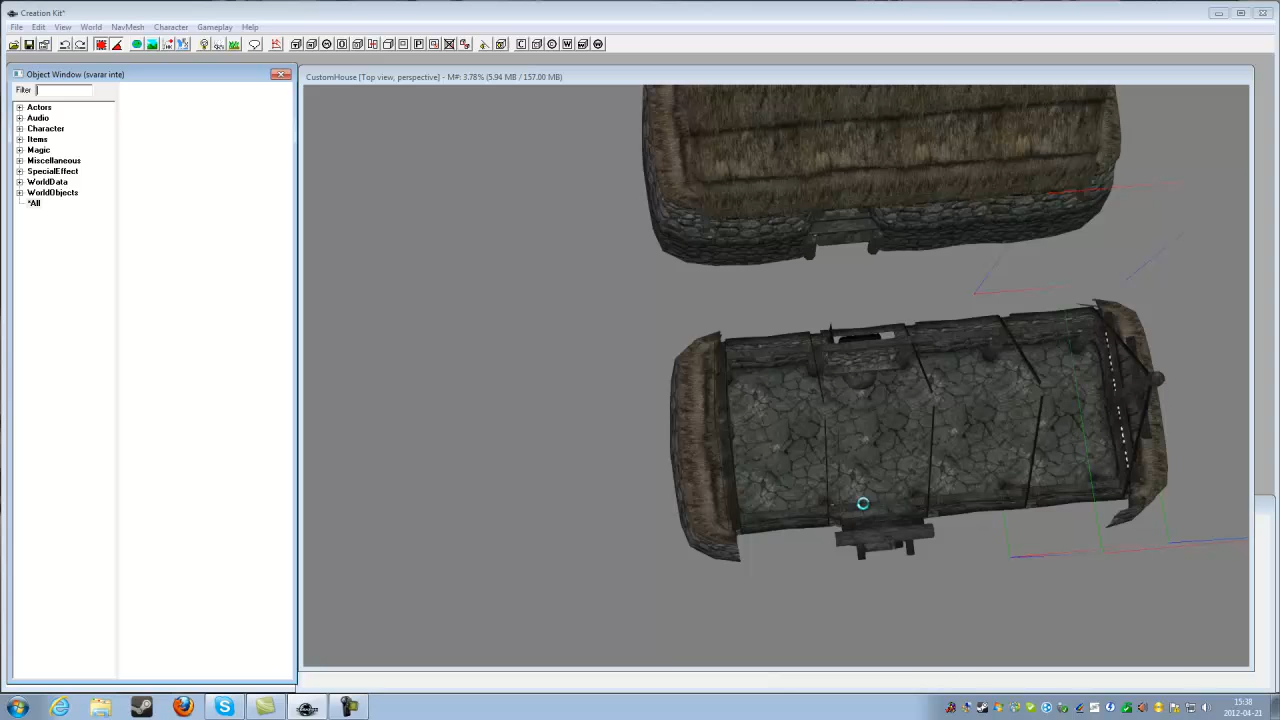 Creation Kit*
File Edit View World NavMesh Character Gameplay Help
Object Window (svarar inte)
CustomHouse [Top view, perspective] - M#: 3.78% (5.94 MB / 157.00 MB)
Filter
Actors
Audio
Character
Items
Magic
Miscellaneous
SpecialEffect
WorldData
WorldObjects
*All
15:38
2012-04-21